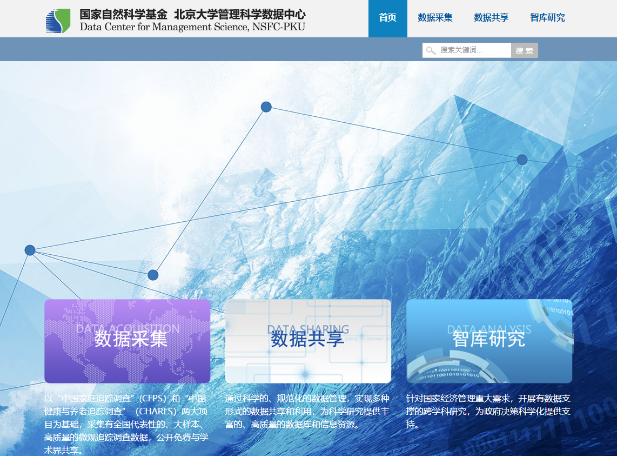 国家自然科学基金 北京大学管理科学数据中心
Data Center for Management Science, NSFC-PKU
首页 数据采集 数据共享 智库研究
搜索关键词... 搜 索
DATA ACQUISITION
数据采集
DATA SHARING
数据共享
DATA ANALYSIS
智库研究
以“中国家庭追踪调查”（CFPS）和“中国
健康与养老追踪调查”（CHARLS）两大项
目为基础，采集有全国代表性的、大样本、
高质量的微观追踪调查数据，公开免费与学
术界共享。
通过科学的、规范化的数据管理，实现多种
形式的数据共享和利用，为科学研究提供丰
富的、高质量的数据库和信息资源。
针对国家经济管理重大需求，开展有数据支
撑的跨学科研究，为政府决策科学化提供支
持。